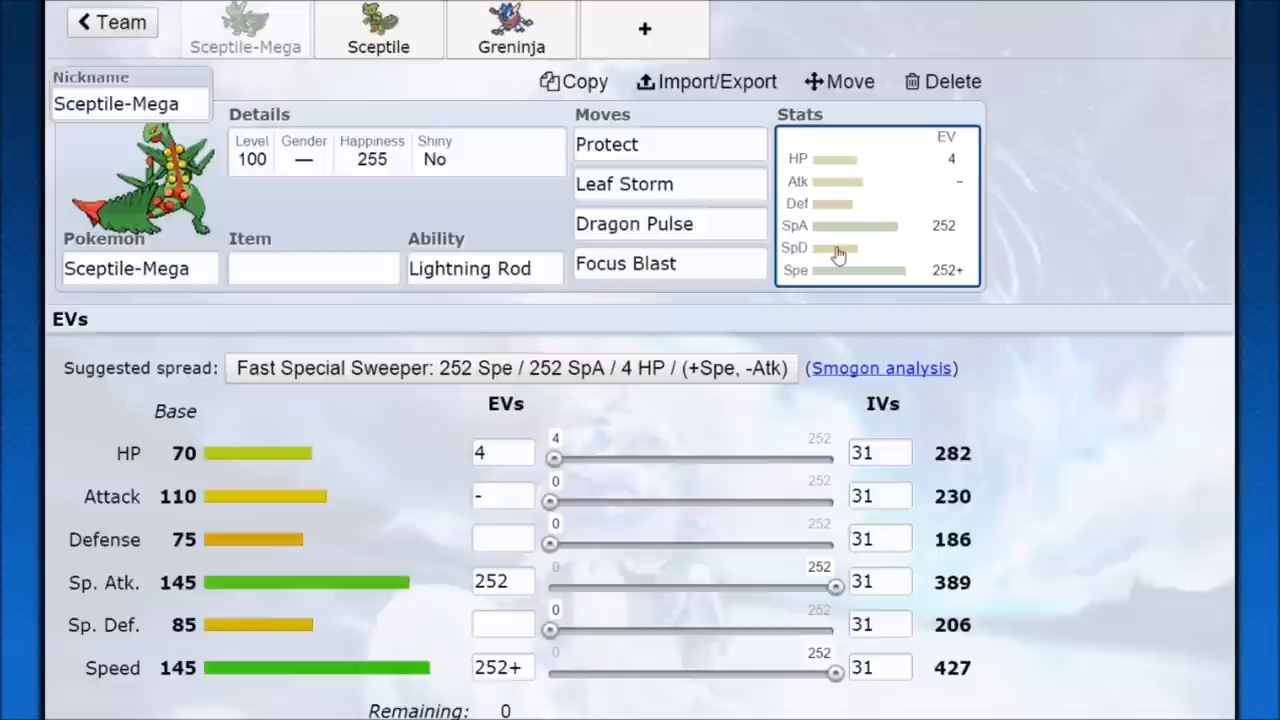 Team
Sceptile-Mega
Sceptile
Greninja
+
Nickname
Sceptile-Mega
Copy
Import/Export
Move
Delete
Details
Level Gender Happiness Shiny
100 — 255 No
Moves
Protect
Leaf Storm
Dragon Pulse
Focus Blast
Stats
EV
HP 4
Atk –
Def
SpA 252
SpD
Spe 252+
Pokemon
Sceptile-Mega
Item
Ability
Lightning Rod
EVs
Suggested spread: Fast Special Sweeper: 252 Spe / 252 SpA / 4 HP / (+Spe, -Atk) (Smogon analysis)
Base EVs IVs
4 252
HP 70 4 31 282
0 252
Attack 110 - 31 230
0 252
Defense 75 31 186
0 252
Sp. Atk. 145 252 31 389
0 252
Sp. Def. 85 31 206
0 252
Speed 145 252+ 31 427
Remaining: 0